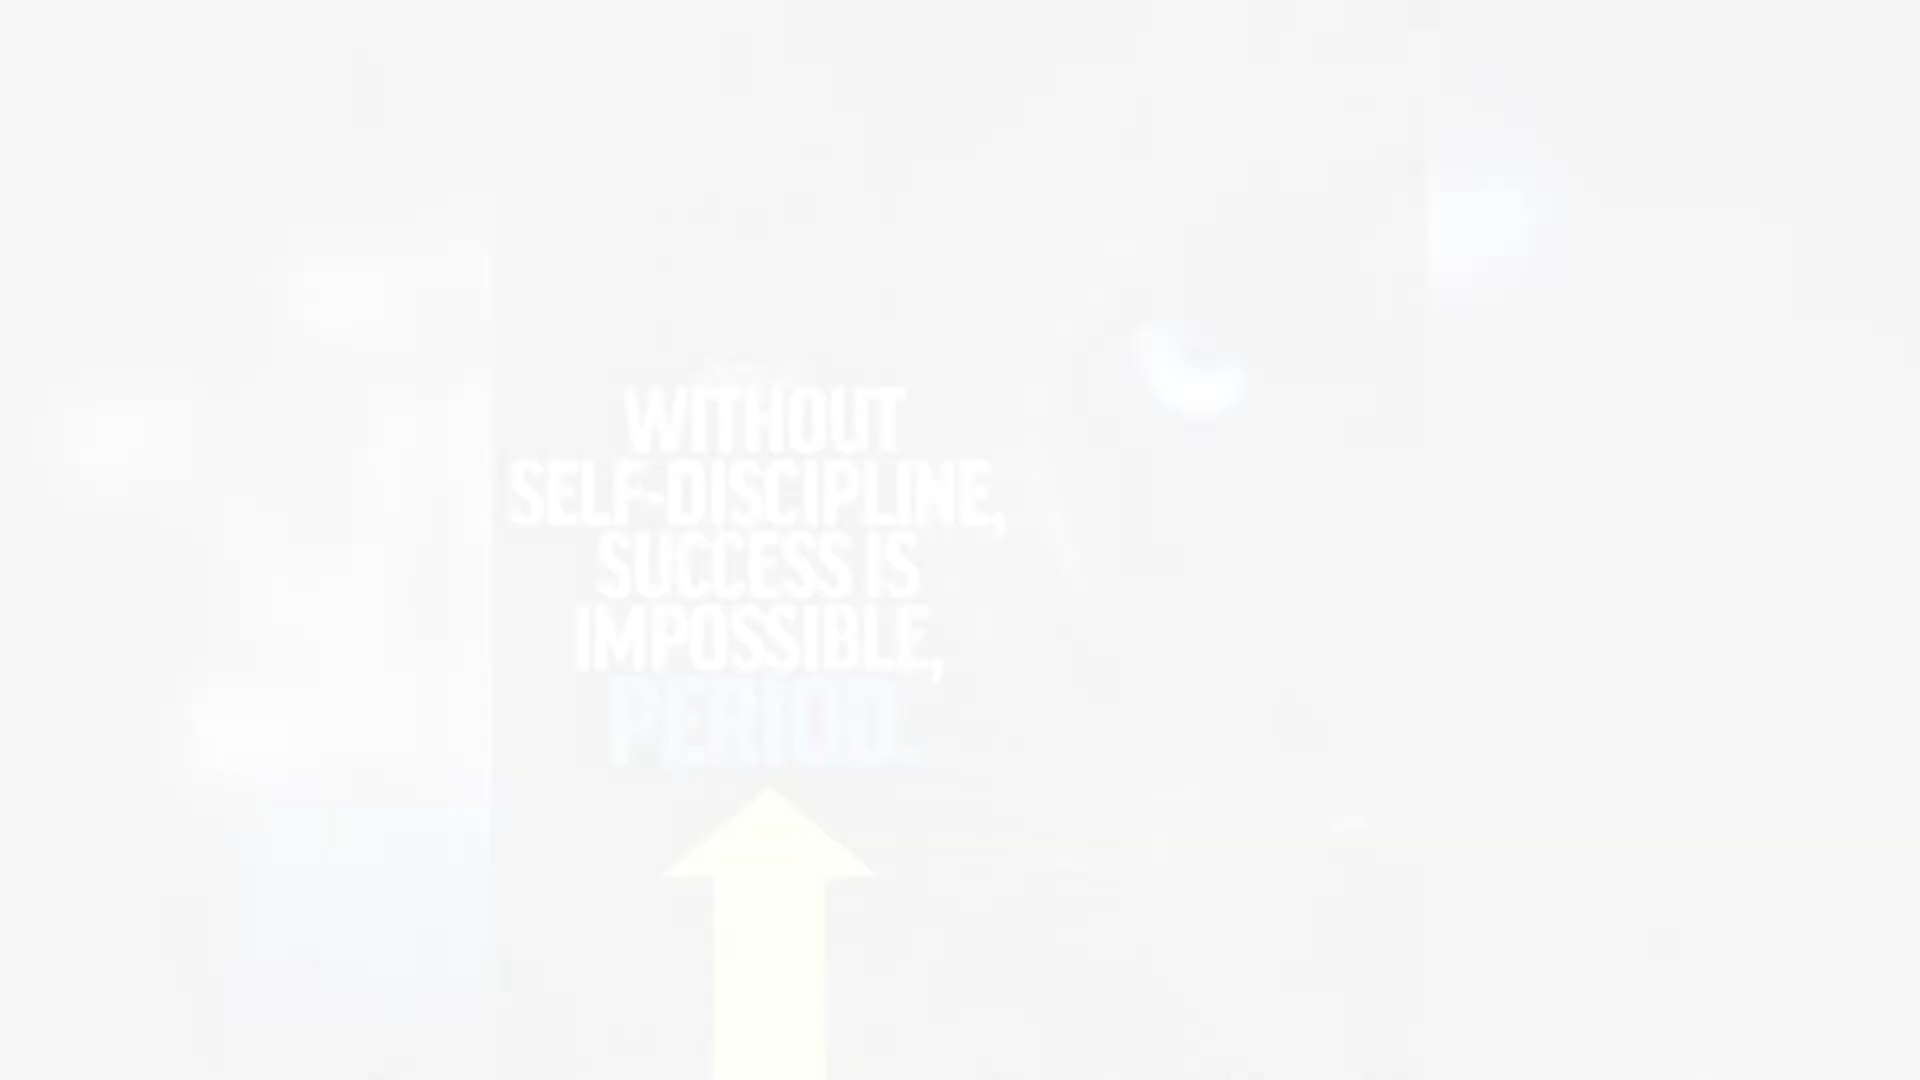 WITHOUT
SELF-DISCIPLINE,
SUCCESS IS
IMPOSSIBLE,
PERIOD.